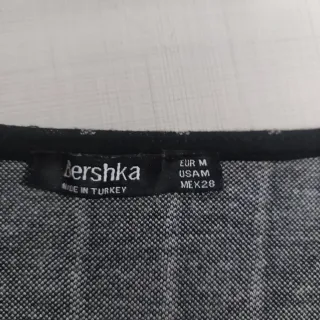 Bershka
MADE IN TURKEY
EUR M
USA M
MEX 28